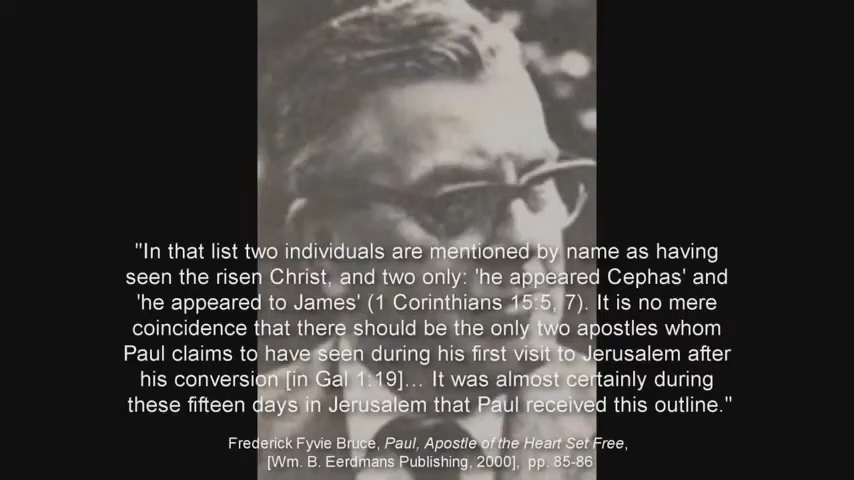 "In that list two individuals are mentioned by name as having
seen the risen Christ, and two only: 'he appeared Cephas' and
'he appeared to James' (1 Corinthians 15:5, 7). It is no mere
coincidence that there should be the only two apostles whom
Paul claims to have seen during his first visit to Jerusalem after
his conversion [in Gal 1:19]... It was almost certainly during
these fifteen days in Jerusalem that Paul received this outline."
Frederick Fyvie Bruce, Paul, Apostle of the Heart Set Free,
[Wm. B. Eerdmans Publishing, 2000], pp. 85-86